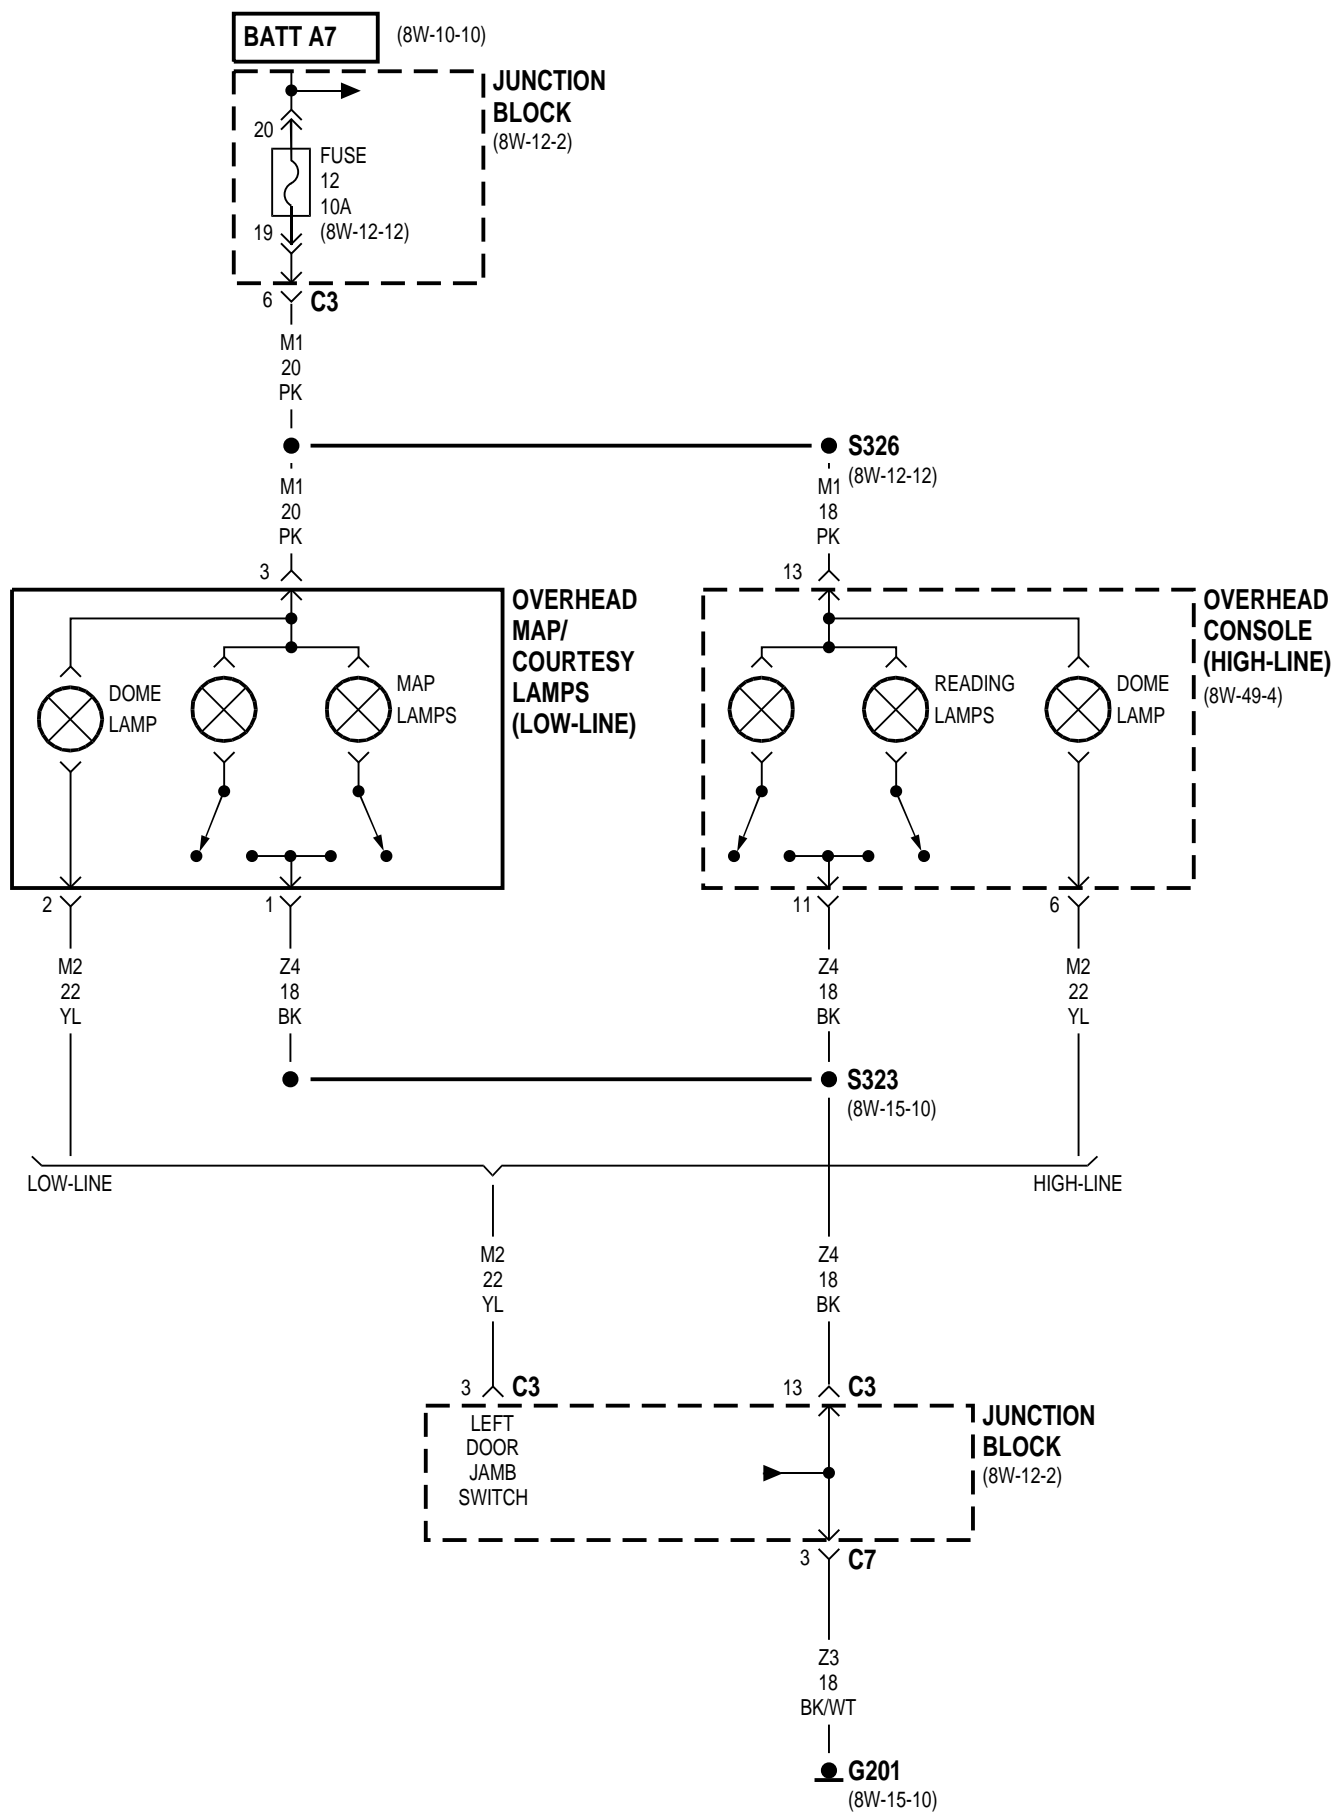 BATT A7
(8W-10-10)
JUNCTION
BLOCK
(8W-12-2)
20
FUSE
12
10A
(8W-12-12)
19
6
C3
M1
20
PK
S326
(8W-12-12)
M1
20
PK
M1
18
PK
3
13
OVERHEAD
MAP/
COURTESY
LAMPS
(LOW-LINE)
OVERHEAD
CONSOLE
(HIGH-LINE)
(8W-49-4)
DOME
LAMP
MAP
LAMPS
READING
LAMPS
DOME
LAMP
2
1
11
6
M2
22
YL
Z4
18
BK
Z4
18
BK
M2
22
YL
S323
(8W-15-10)
LOW-LINE
HIGH-LINE
M2
22
YL
Z4
18
BK
3
C3
13
C3
LEFT
DOOR
JAMB
SWITCH
JUNCTION
BLOCK
(8W-12-2)
3
C7
Z3
18
BK/WT
G201
(8W-15-10)